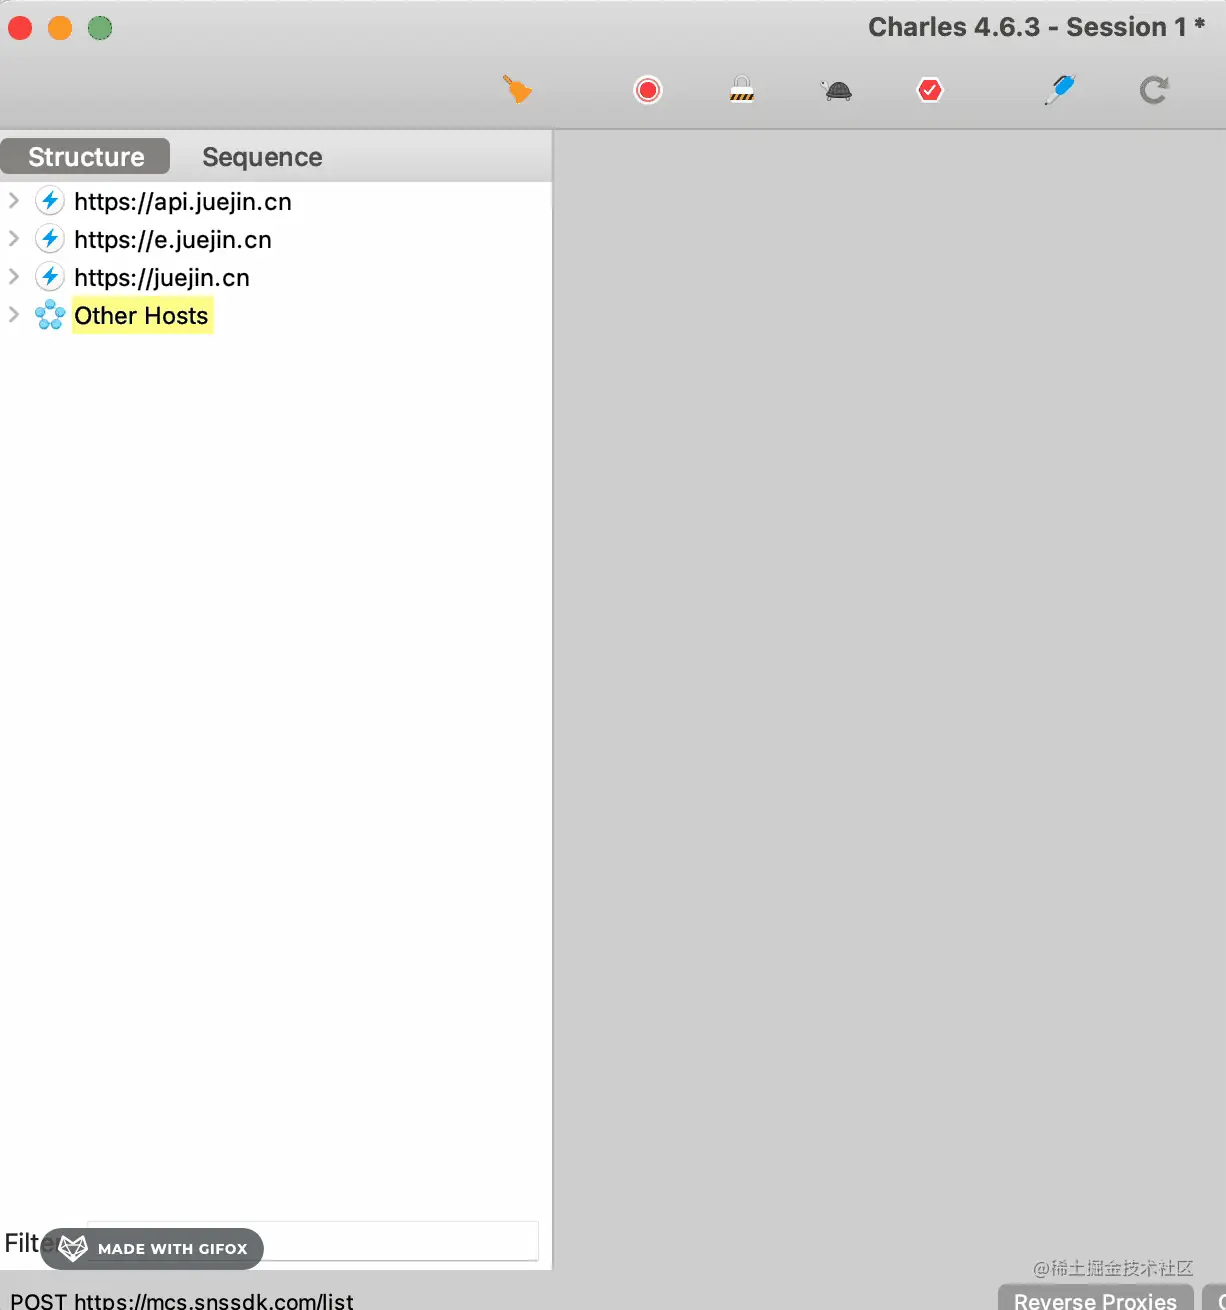 Charles 4.6.3 - Session 1 *
Structure
Sequence
https://api.juejin.cn
https://e.juejin.cn
https://juejin.cn
Other Hosts
Filte
MADE WITH GIFOX
@稀土掘金技术社区
POST https://mcs.snssdk.com/list
Reverse Proxies